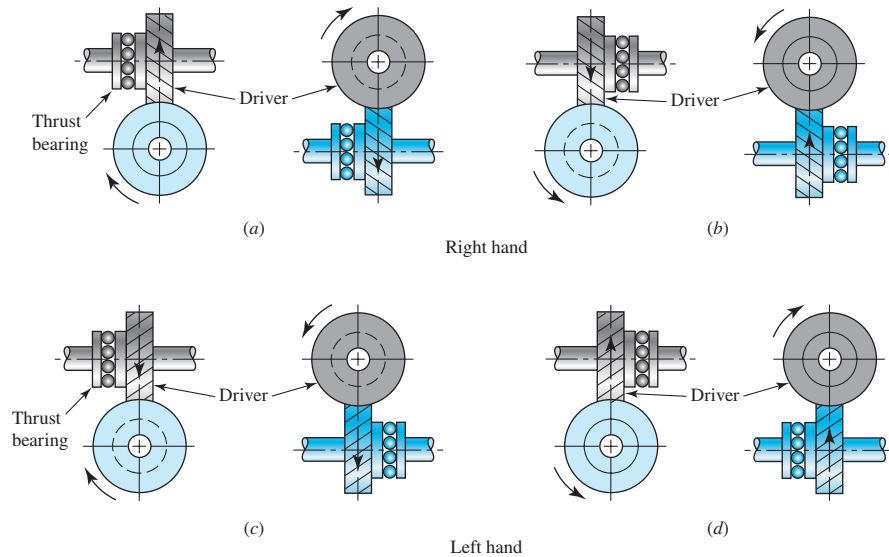 Thrust
bearing
Driver
Driver
(a)
(b)
Right hand
Thrust
bearing
Driver
Driver
(c)
(d)
Left hand